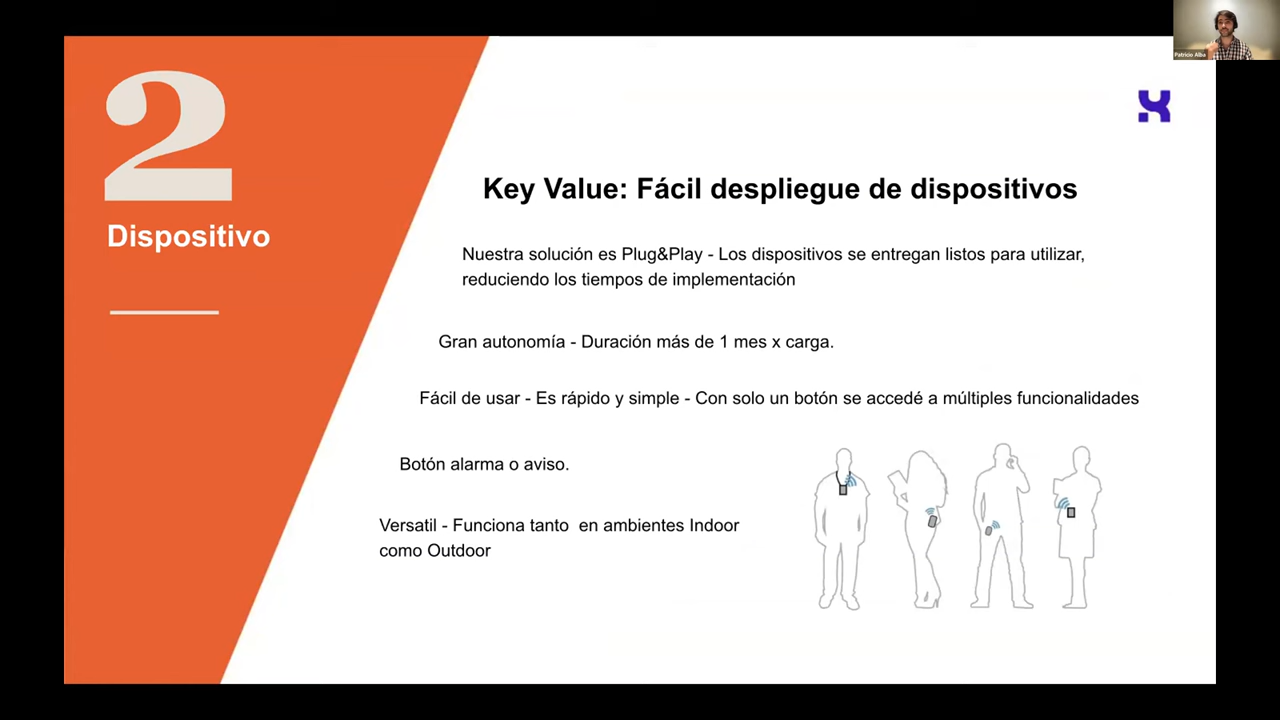 2
Dispositivo
Key Value: Fácil despliegue de dispositivos
Nuestra solución es Plug&Play - Los dispositivos se entregan listos para utilizar,
reduciendo los tiempos de implementación
Gran autonomía - Duración más de 1 mes x carga.
Fácil de usar - Es rápido y simple - Con solo un botón se accedé a múltiples funcionalidades
Botón alarma o aviso.
Versatil - Funciona tanto en ambientes Indoor
como Outdoor
Patricio Alba